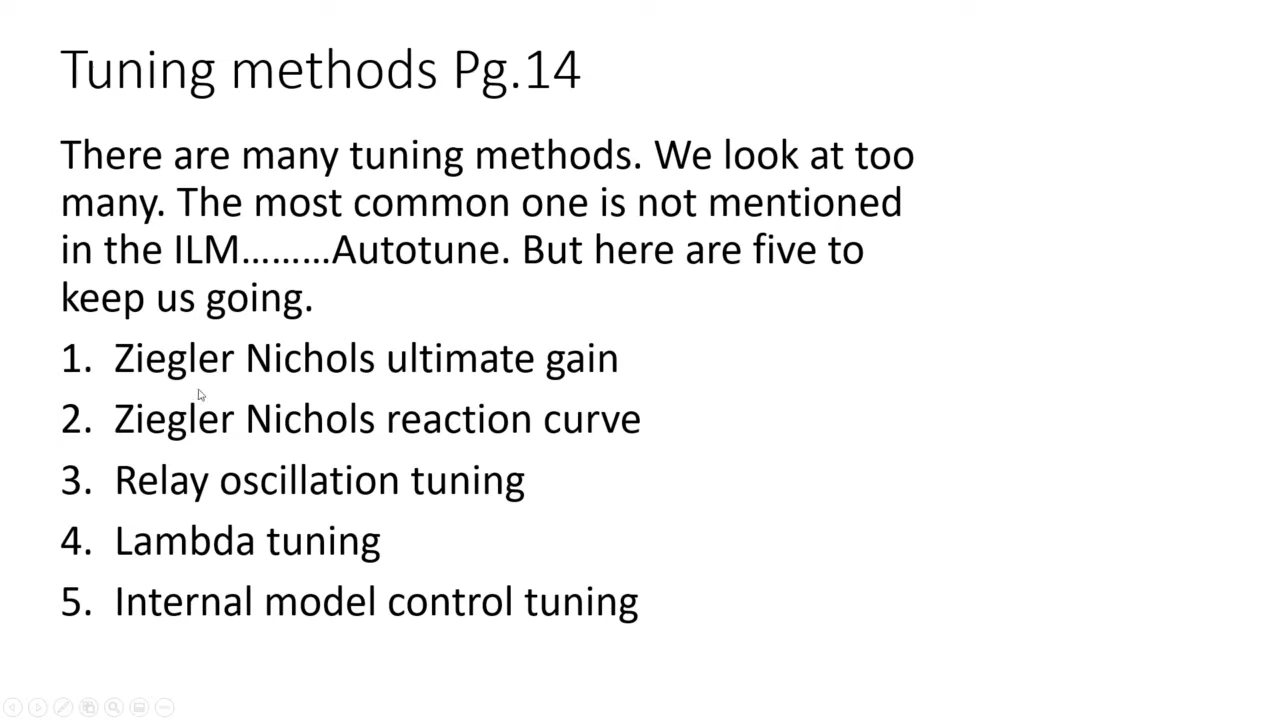 Tuning methods Pg.14
There are many tuning methods. We look at too
many. The most common one is not mentioned
in the ILM………Autotune. But here are five to
keep us going.
1. Ziegler Nichols ultimate gain
2. Ziegler Nichols reaction curve
3. Relay oscillation tuning
4. Lambda tuning
5. Internal model control tuning